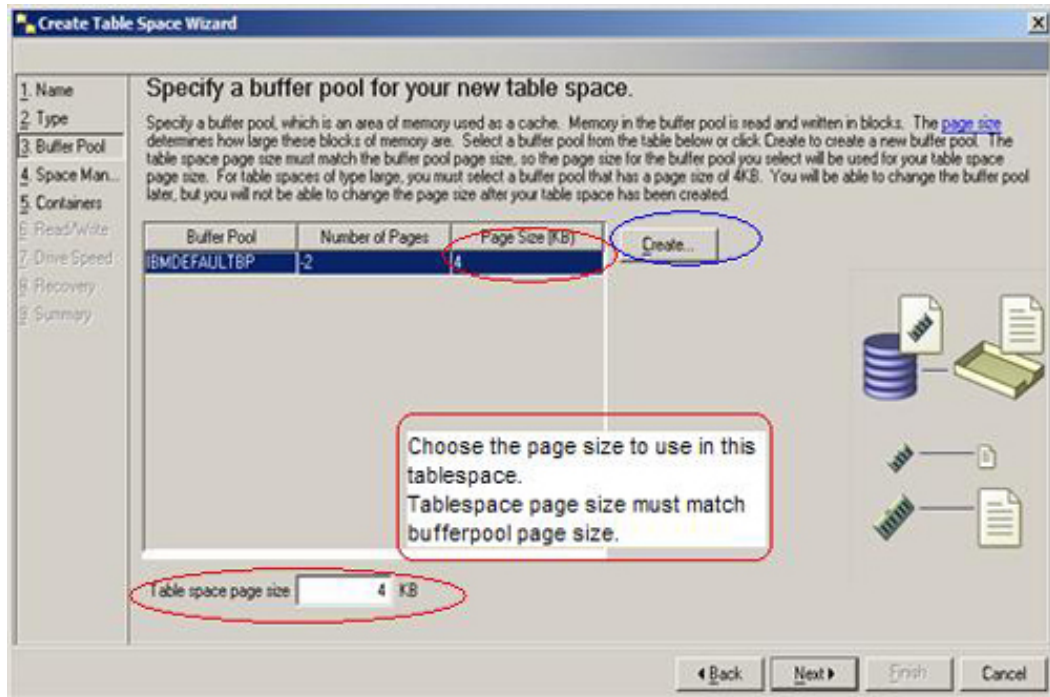 Create Table Space Wizard
1. Name
2. Type
3. Buffer Pool
4. Space Man...
5. Containers
6. Read/Write
7. Drive Speed
8. Recovery
9. Summary
Specify a buffer pool for your new table space.
Specify a buffer pool, which is an area of memory used as a cache. Memory in the buffer pool is read and written in blocks. The page size
determines how large these blocks of memory are. Select a buffer pool from the table below or click Create to create a new buffer pool. The
table space page size must match the buffer pool page size, so the page size for the buffer pool you select will be used for your table space
page size. For table spaces of type large, you must select a buffer pool that has a page size of 4KB. You will be able to change the buffer pool
later, but you will not be able to change the page size after your table space has been created.
Buffer Pool Number of Pages Page Size (KB)
IBMDEFAULTBP -2 4
Create...
Choose the page size to use in this
tablespace.
Tablespace page size must match
bufferpool page size.
Table space page size 4 KB
Back Next Finish Cancel